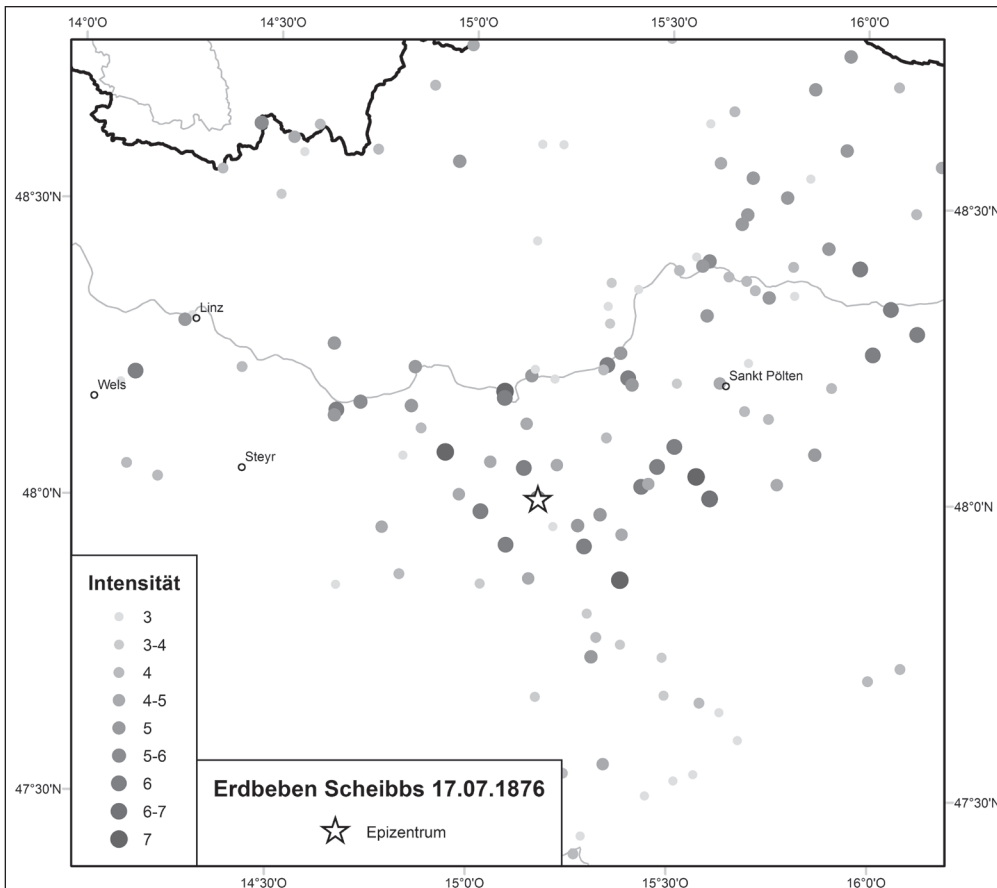 14°0'O 14°30'O 15°0'O 15°30'O 16°0'O
48°30'N 48°30'N
Linz
Wels
Sankt Pölten
Steyr
48°0'N 48°0'N
Intensität
3
3-4
4
4-5
5
5-6
6
6-7
7
Erdbeben Scheibbs 17.07.1876
Epizentrum
47°30'N 47°30'N
14°30'O 15°0'O 15°30'O 16°0'O